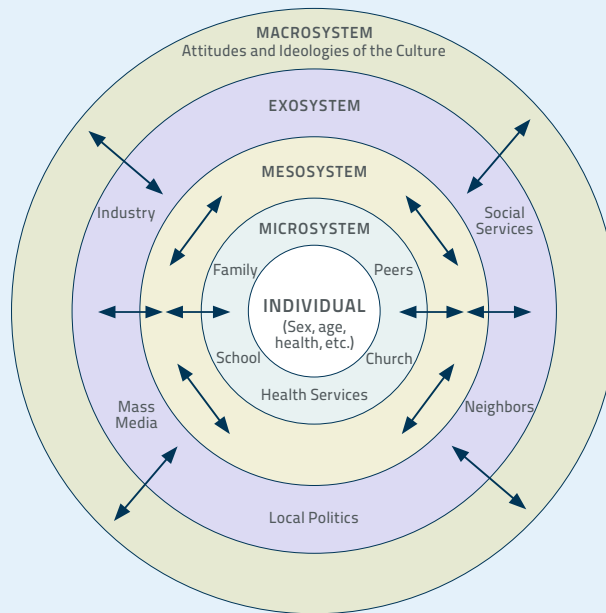 MACROSYSTEM
Attitudes and Ideologies of the Culture
EXOSYSTEM
MESOSYSTEM
Industry
Social
Services
MICROSYSTEM
Family
Peers
INDIVIDUAL
(Sex, age,
health, etc.)
School
Church
Health Services
Mass
Media
Neighbors
Local Politics